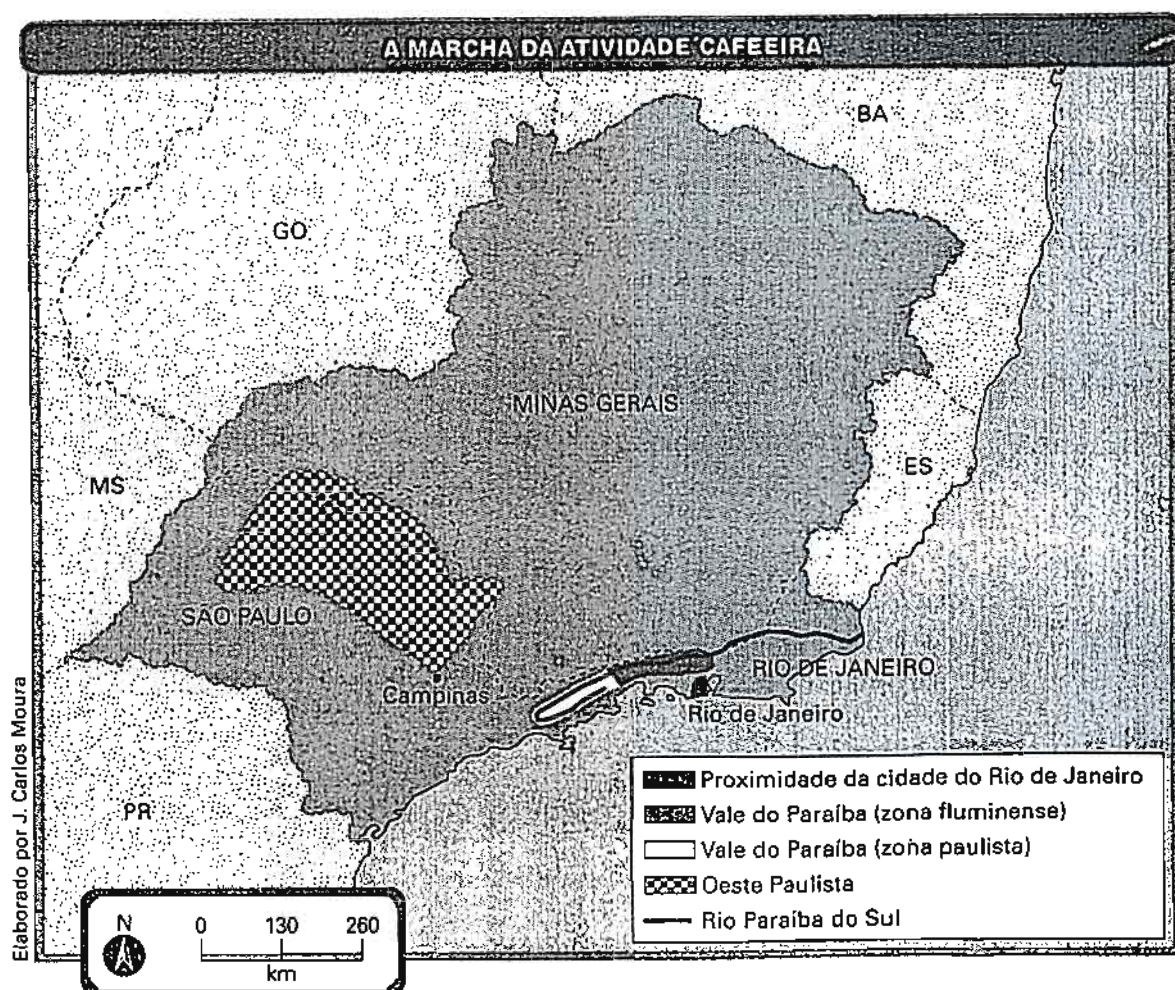 A MARCHA DA ATIVIDADE CAFEEIRA
BA
GO
MINAS GERAIS
MS
ES
SÃO PAULO
RIO DE JANEIRO
Campinas
Rio de Janeiro
PR
Proximidade da cidade do Rio de Janeiro
Vale do Paraíba (zona fluminense)
Vale do Paraíba (zona paulista)
Oeste Paulista
Rio Paraíba do Sul
N
0 130 260
km
Elaborado por J. Carlos Moura